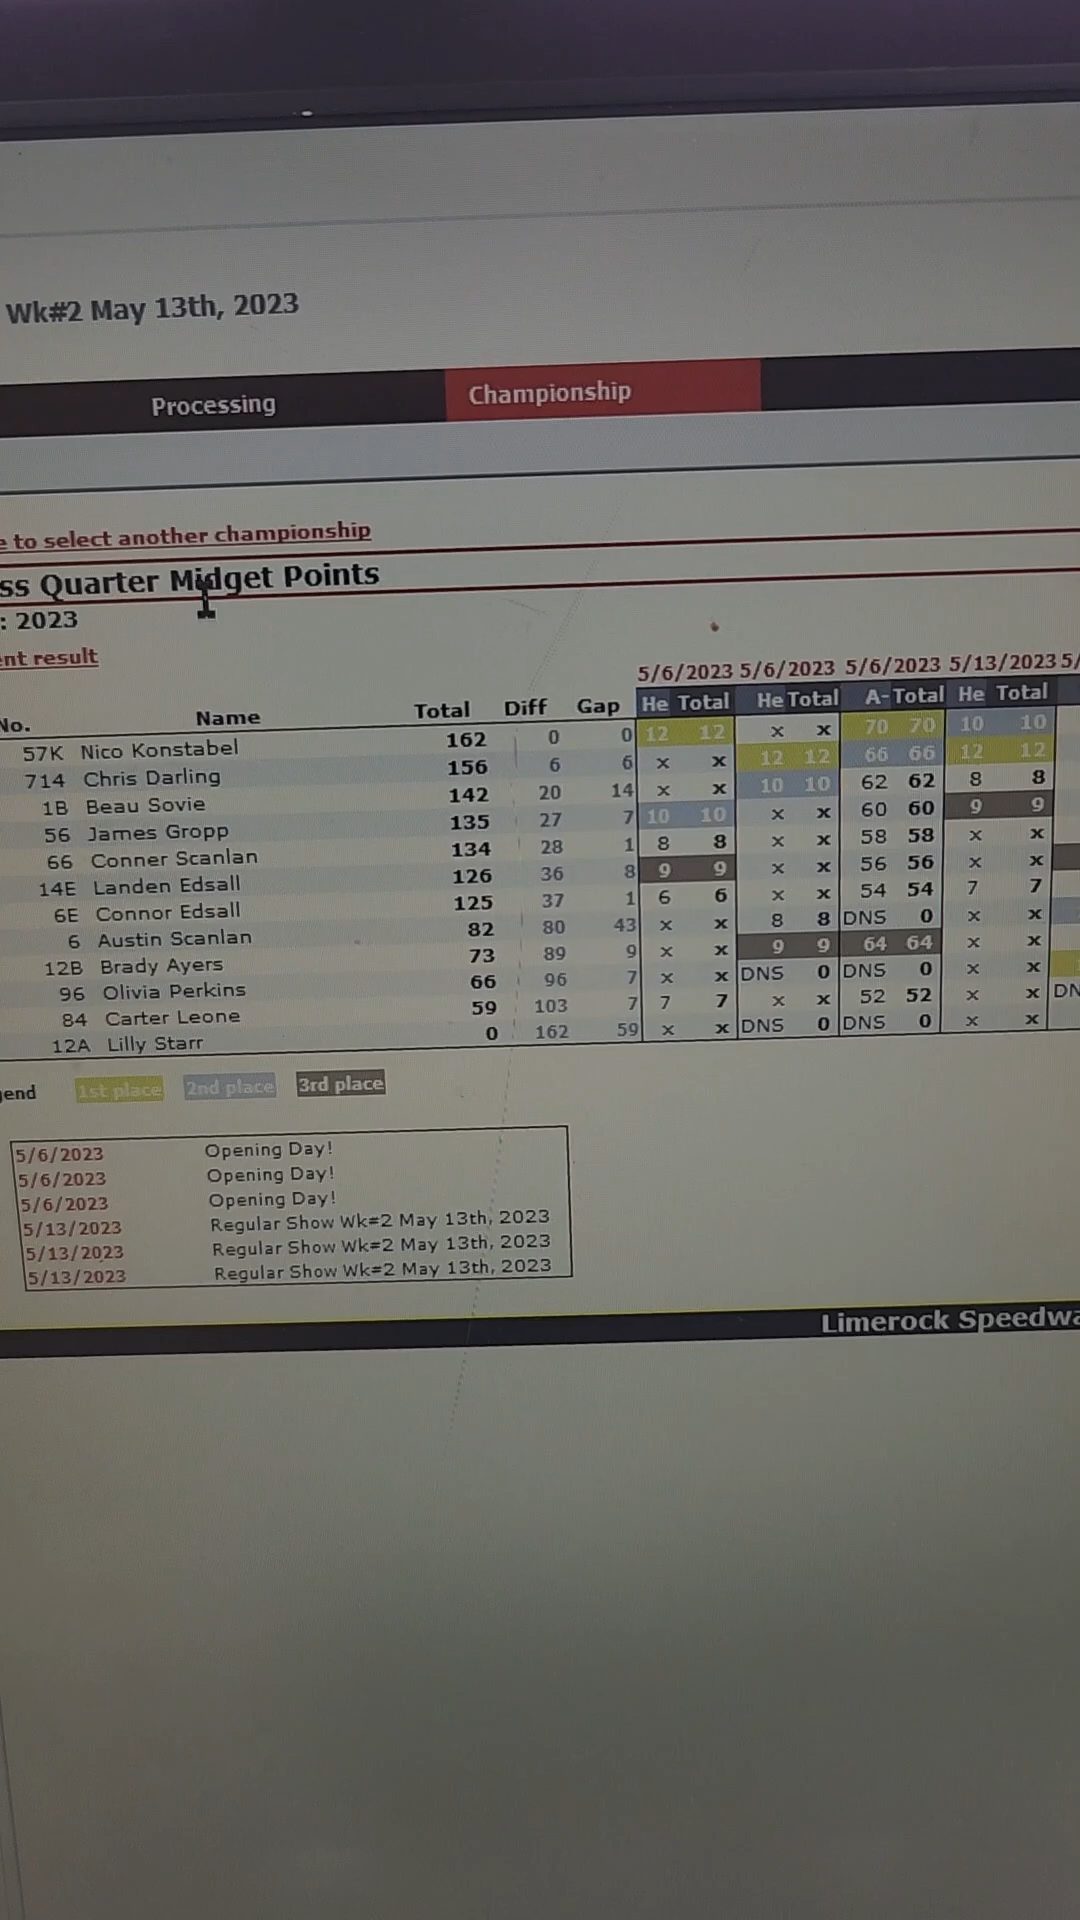 Wk#2 May 13th, 2023
Processing Championship
e to select another championship
ss Quarter Midget Points
: 2023
ent result
5/6/2023 5/6/2023 5/6/2023 5/13/2023 5/
No. Name Total Diff Gap He Total He Total A- Total He Total
57K Nico Konstabel 162 0 0 12 12 x x 70 70 10 10
714 Chris Darling 156 6 6 x x 12 12 66 66 12 12
1B Beau Sovie 142 20 14 x x 10 10 62 62 8 8
56 James Gropp 135 27 7 10 10 x x 60 60 9 9
66 Conner Scanlan 134 28 1 8 8 x x 58 58 x x
14E Landen Edsall 126 36 8 9 9 x x 56 56 x x
6E Connor Edsall 125 37 1 6 6 x x 54 54 7 7
6 Austin Scanlan 82 80 43 x x 8 8 DNS 0 x x
12B Brady Ayers 73 89 9 x x 9 9 64 64 x x
96 Olivia Perkins 66 96 7 x x DNS 0 DNS 0 x x
84 Carter Leone 59 103 7 7 7 x x 52 52 x x DN
12A Lilly Starr 0 162 59 x x DNS 0 DNS 0 x x
gend 1st place 2nd place 3rd place
5/6/2023 Opening Day!
5/6/2023 Opening Day!
5/6/2023 Opening Day!
5/13/2023 Regular Show Wk=2 May 13th, 2023
5/13/2023 Regular Show Wk=2 May 13th, 2023
5/13/2023 Regular Show Wk=2 May 13th, 2023
Limerock Speedwa